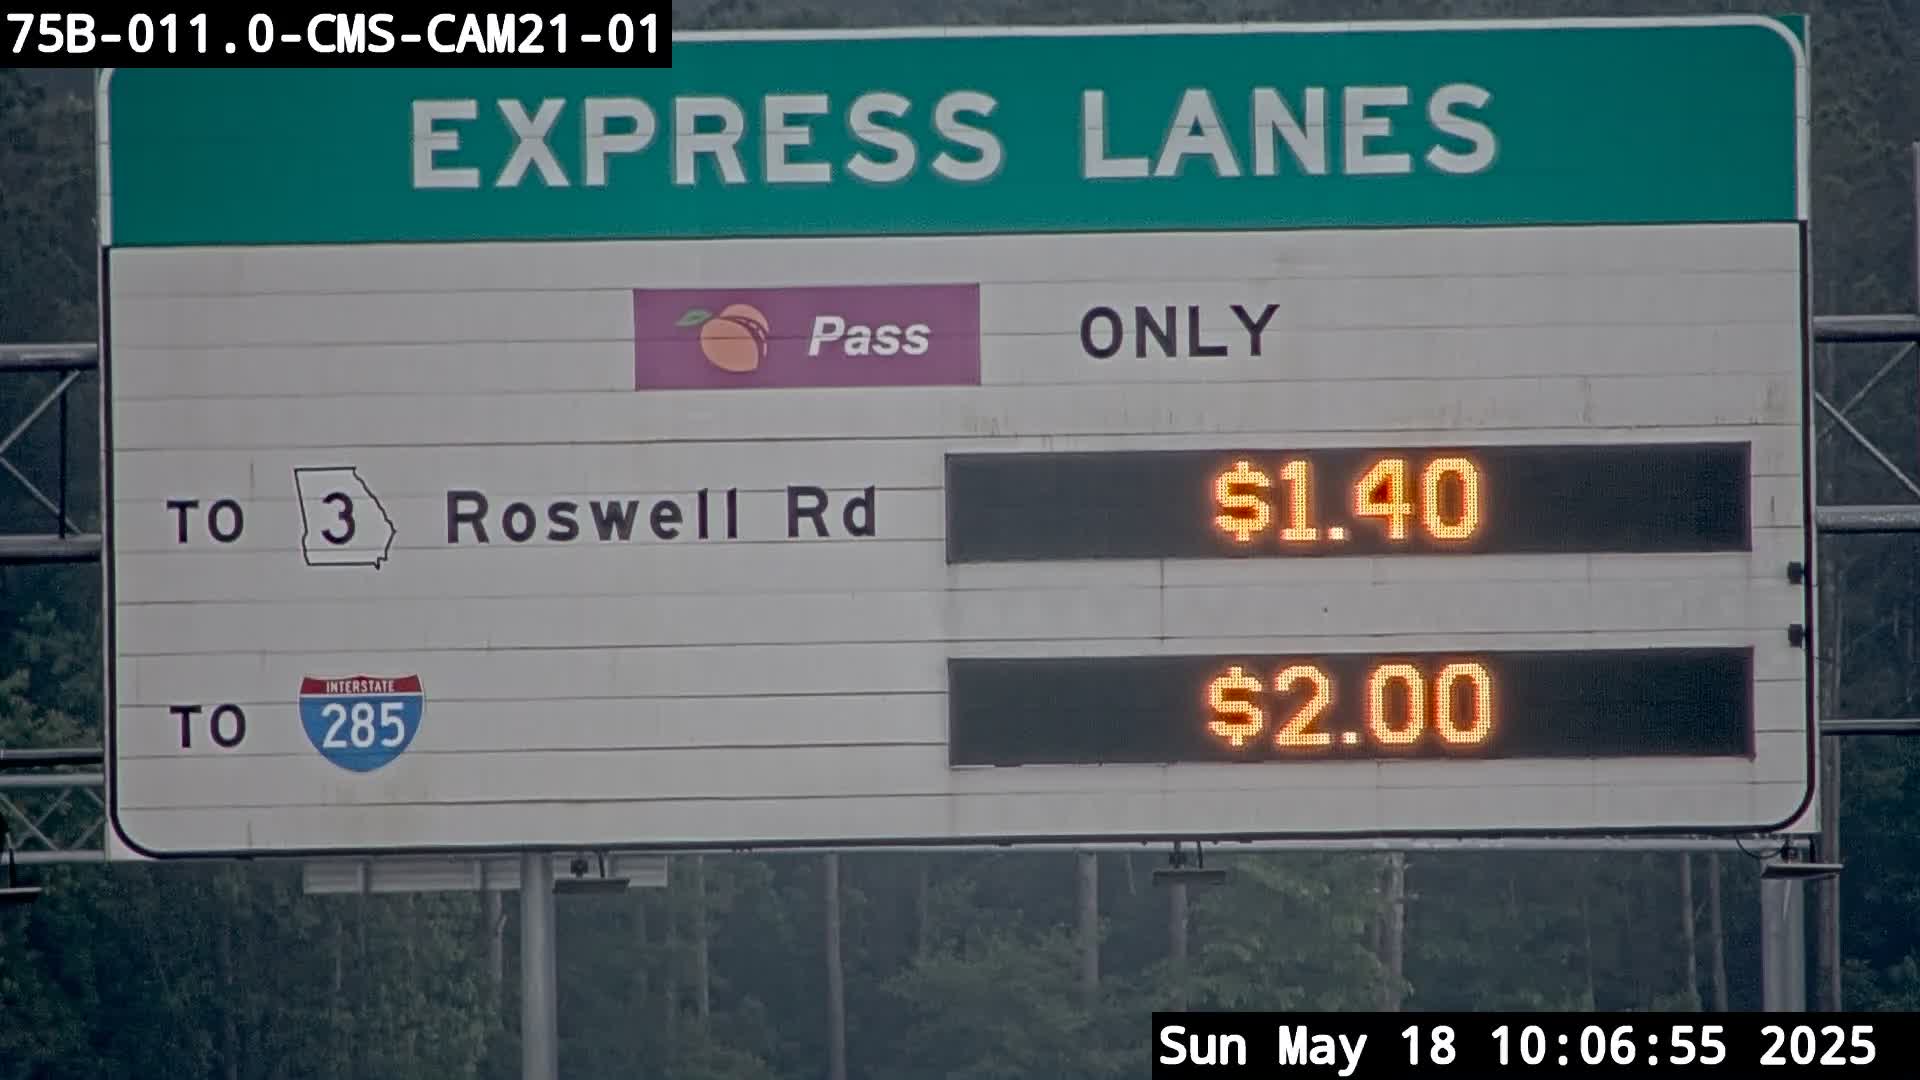 75B-011.0-CMS-CAM21-01
EXPRESS LANES
Pass ONLY
TO 3 Roswell Rd $1.40
TO INTERSTATE 285 $2.00
Sun May 18 10:06:55 2025